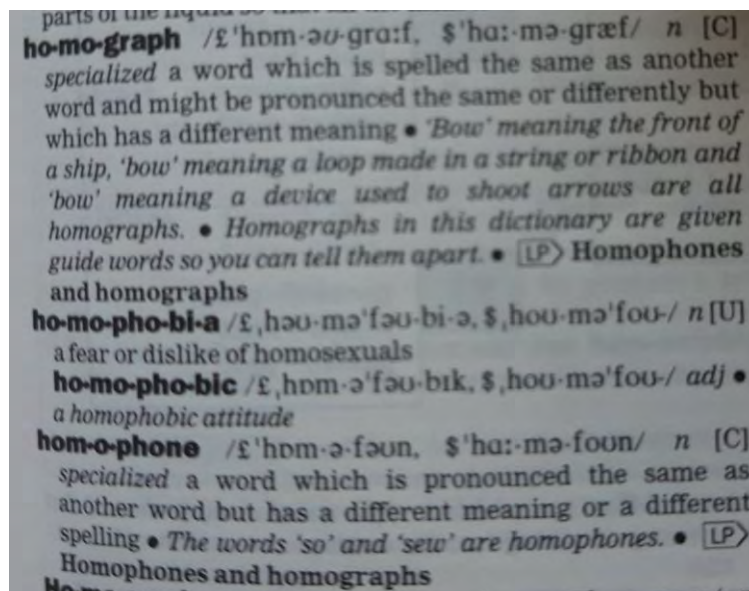 parts of the liquid so that
ho•mo•graph /£ˈhɒm·əʊ·grɑːf, $ˈhɑː·mə·græf/ n [C]
specialized a word which is spelled the same as another
word and might be pronounced the same or differently but
which has a different meaning • 'Bow' meaning the front of
a ship, 'bow' meaning a loop made in a string or ribbon and
'bow' meaning a device used to shoot arrows are all
homographs. • Homographs in this dictionary are given
guide words so you can tell them apart. • LP> Homophones
and homographs
ho•mo•pho•bi•a /£ˌhəʊ·məˈfəʊ·bi·ə, $ˌhoʊ·məˈfoʊ-/ n [U]
a fear or dislike of homosexuals
ho•mo•pho•bic /£ˌhɒm·əˈfəʊ·bɪk, $ˌhoʊ·məˈfoʊ-/ adj •
a homophobic attitude
hom•o•phone /£ˈhɒm·ə·fəʊn, $ˈhɑː·mə·foʊn/ n [C]
specialized a word which is pronounced the same as
another word but has a different meaning or a different
spelling • The words 'so' and 'sew' are homophones. • LP>
Homophones and homographs